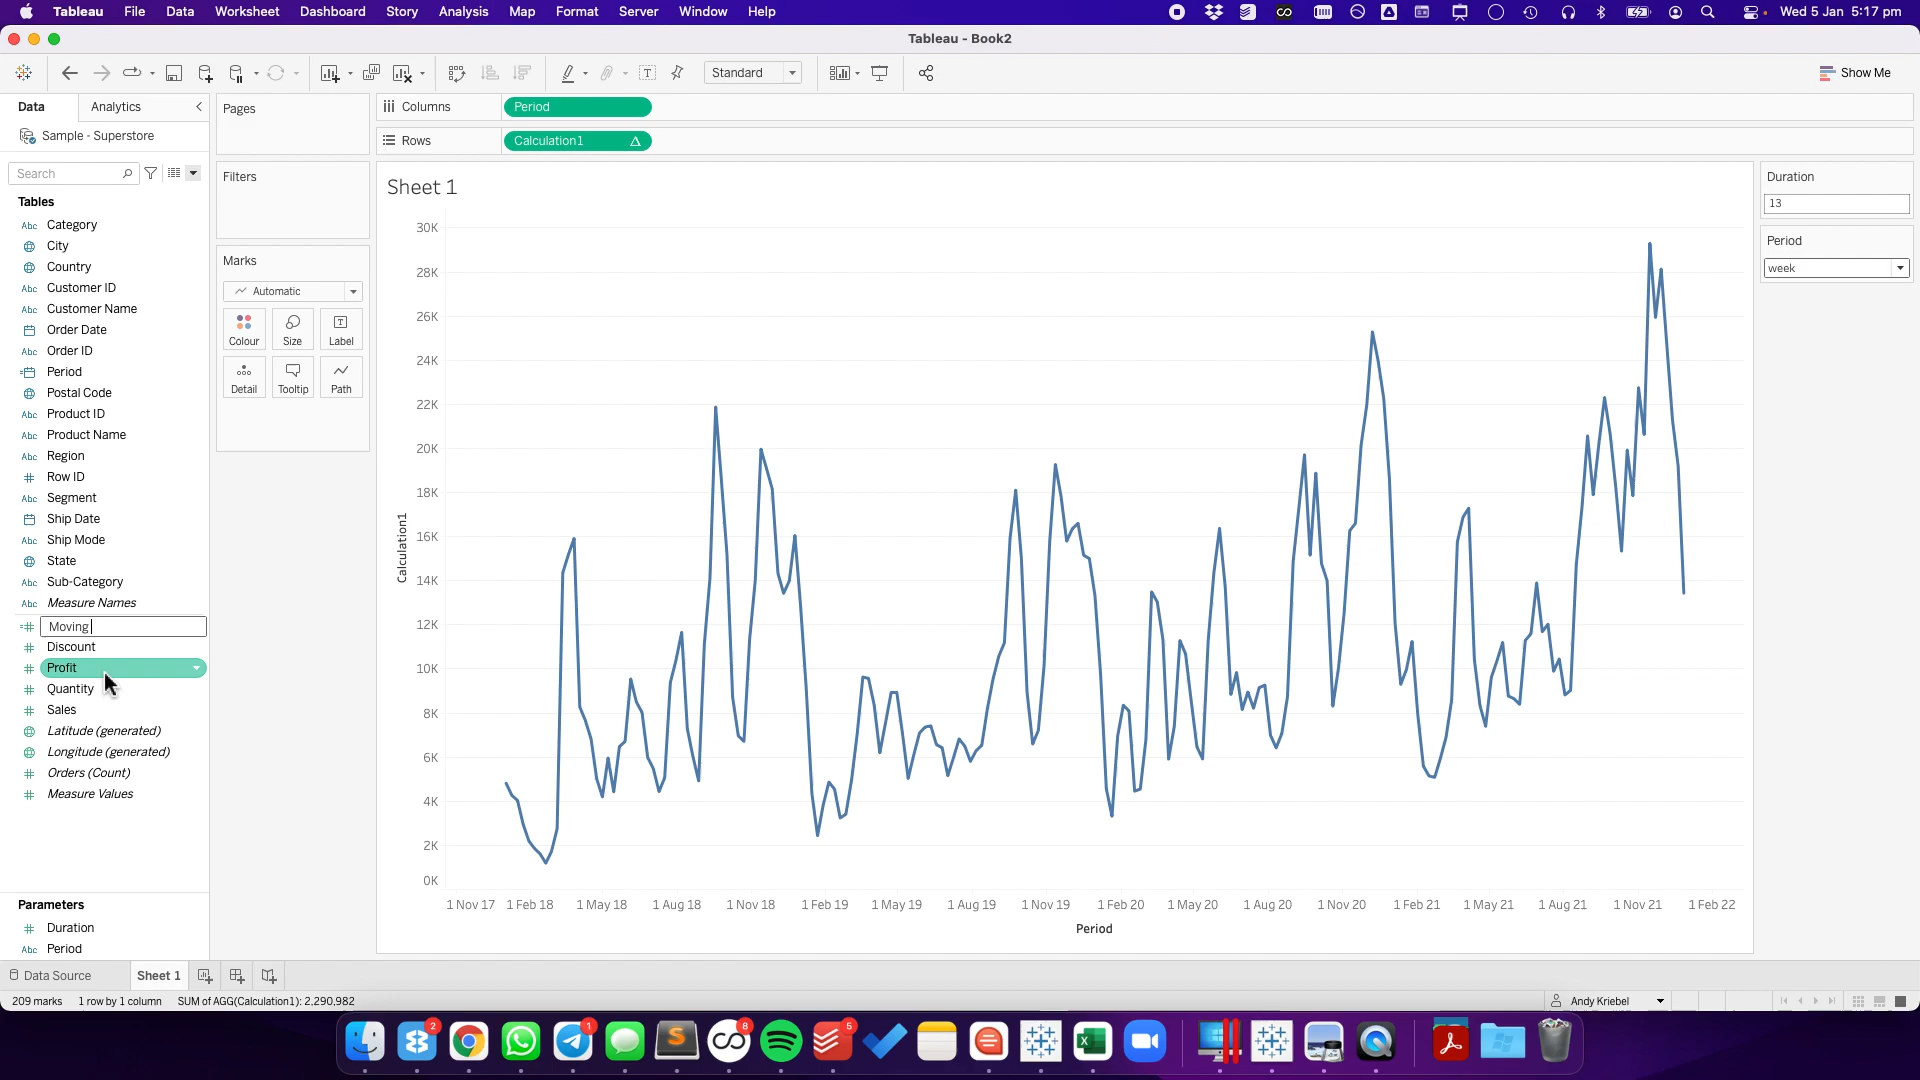 Tableau File Data Worksheet Dashboard Story Analysis Map Format Server Window Help Wed 5 Jan 5:17 pm
Tableau - Book2
Standard Show Me
Data Analytics Pages Columns Period
Sample - Superstore Rows Calculation1
Search Filters Sheet 1 Duration
13
Tables
Abc Category
City
Country
Abc Customer ID
Abc Customer Name
Order Date
Abc Order ID
Period
Postal Code
Abc Product ID
Abc Product Name
Abc Region
# Row ID
Abc Segment
Ship Date
Abc Ship Mode
State
Abc Sub-Category
Abc Measure Names
=# Moving
# Discount
# Profit
# Quantity
# Sales
Latitude (generated)
Longitude (generated)
# Orders (Count)
# Measure Values
Parameters
# Duration
Abc Period
Marks
Automatic
Colour Size Label
Detail Tooltip Path
Period
week
30K
28K
26K
24K
22K
20K
18K
16K
14K
12K
10K
8K
6K
4K
2K
0K
Calculation1
1 Nov 17 1 Feb 18 1 May 18 1 Aug 18 1 Nov 18 1 Feb 19 1 May 19 1 Aug 19 1 Nov 19 1 Feb 20 1 May 20 1 Aug 20 1 Nov 20 1 Feb 21 1 May 21 1 Aug 21 1 Nov 21 1 Feb 22
Period
Data Source Sheet 1
209 marks 1 row by 1 column SUM of AGG(Calculation1): 2,290,982 Andy Kriebel
2 1 8 5